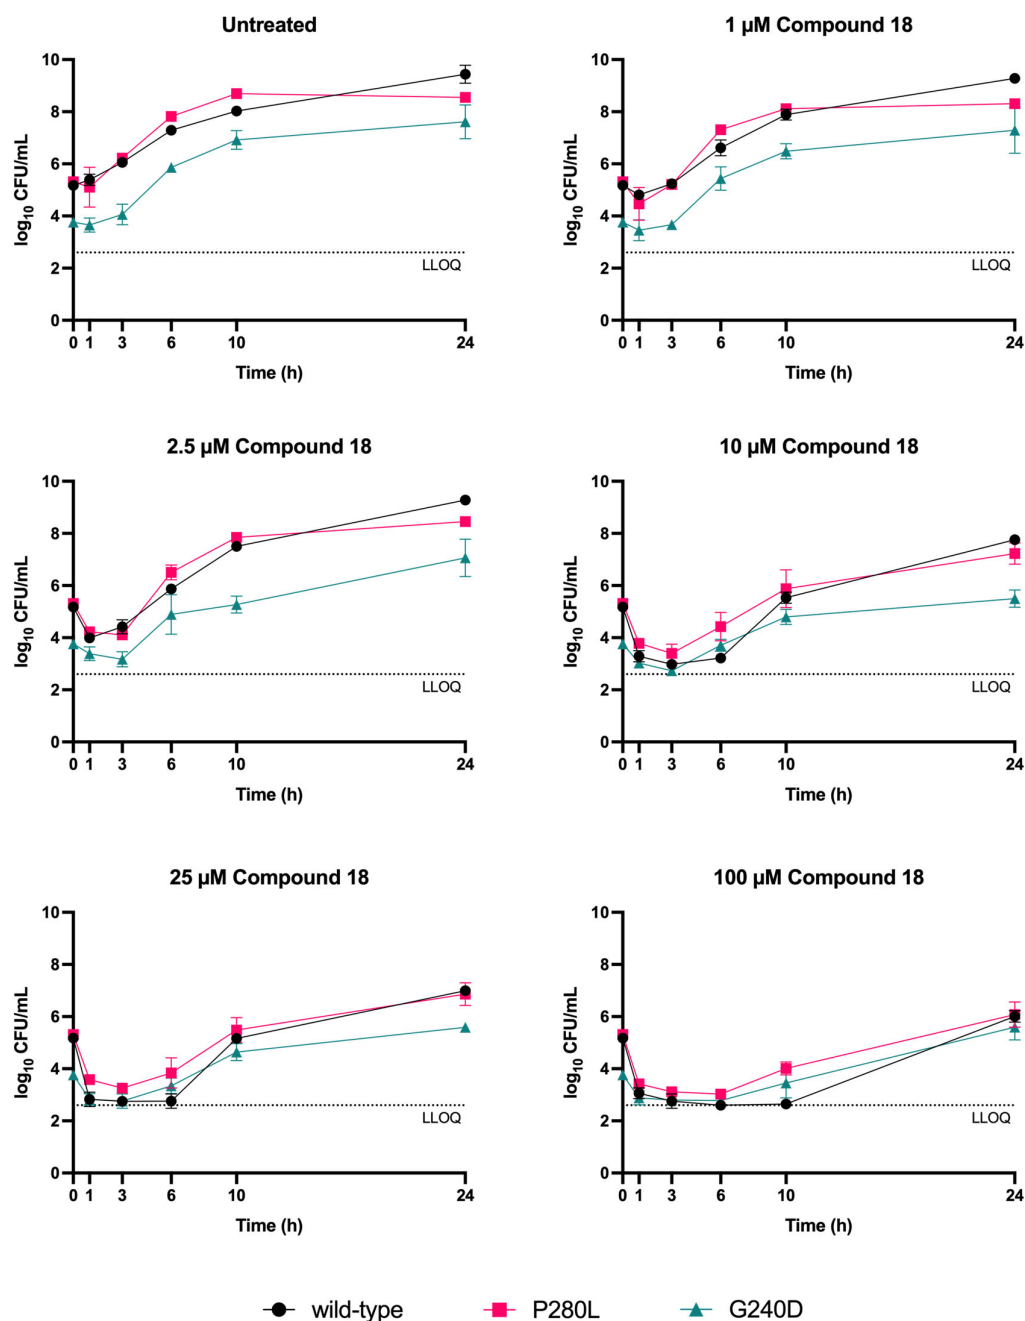 Untreated
log10 CFU/mL
10
8
6
4
2
0
LLOQ
0 1 3 6 10 24
Time (h)
1 µM Compound 18
log10 CFU/mL
10
8
6
4
2
0
LLOQ
0 1 3 6 10 24
Time (h)
2.5 µM Compound 18
log10 CFU/mL
10
8
6
4
2
0
LLOQ
0 1 3 6 10 24
Time (h)
10 µM Compound 18
log10 CFU/mL
10
8
6
4
2
0
LLOQ
0 1 3 6 10 24
Time (h)
25 µM Compound 18
log10 CFU/mL
10
8
6
4
2
0
LLOQ
0 1 3 6 10 24
Time (h)
100 µM Compound 18
log10 CFU/mL
10
8
6
4
2
0
LLOQ
0 1 3 6 10 24
Time (h)
wild-type P280L G240D